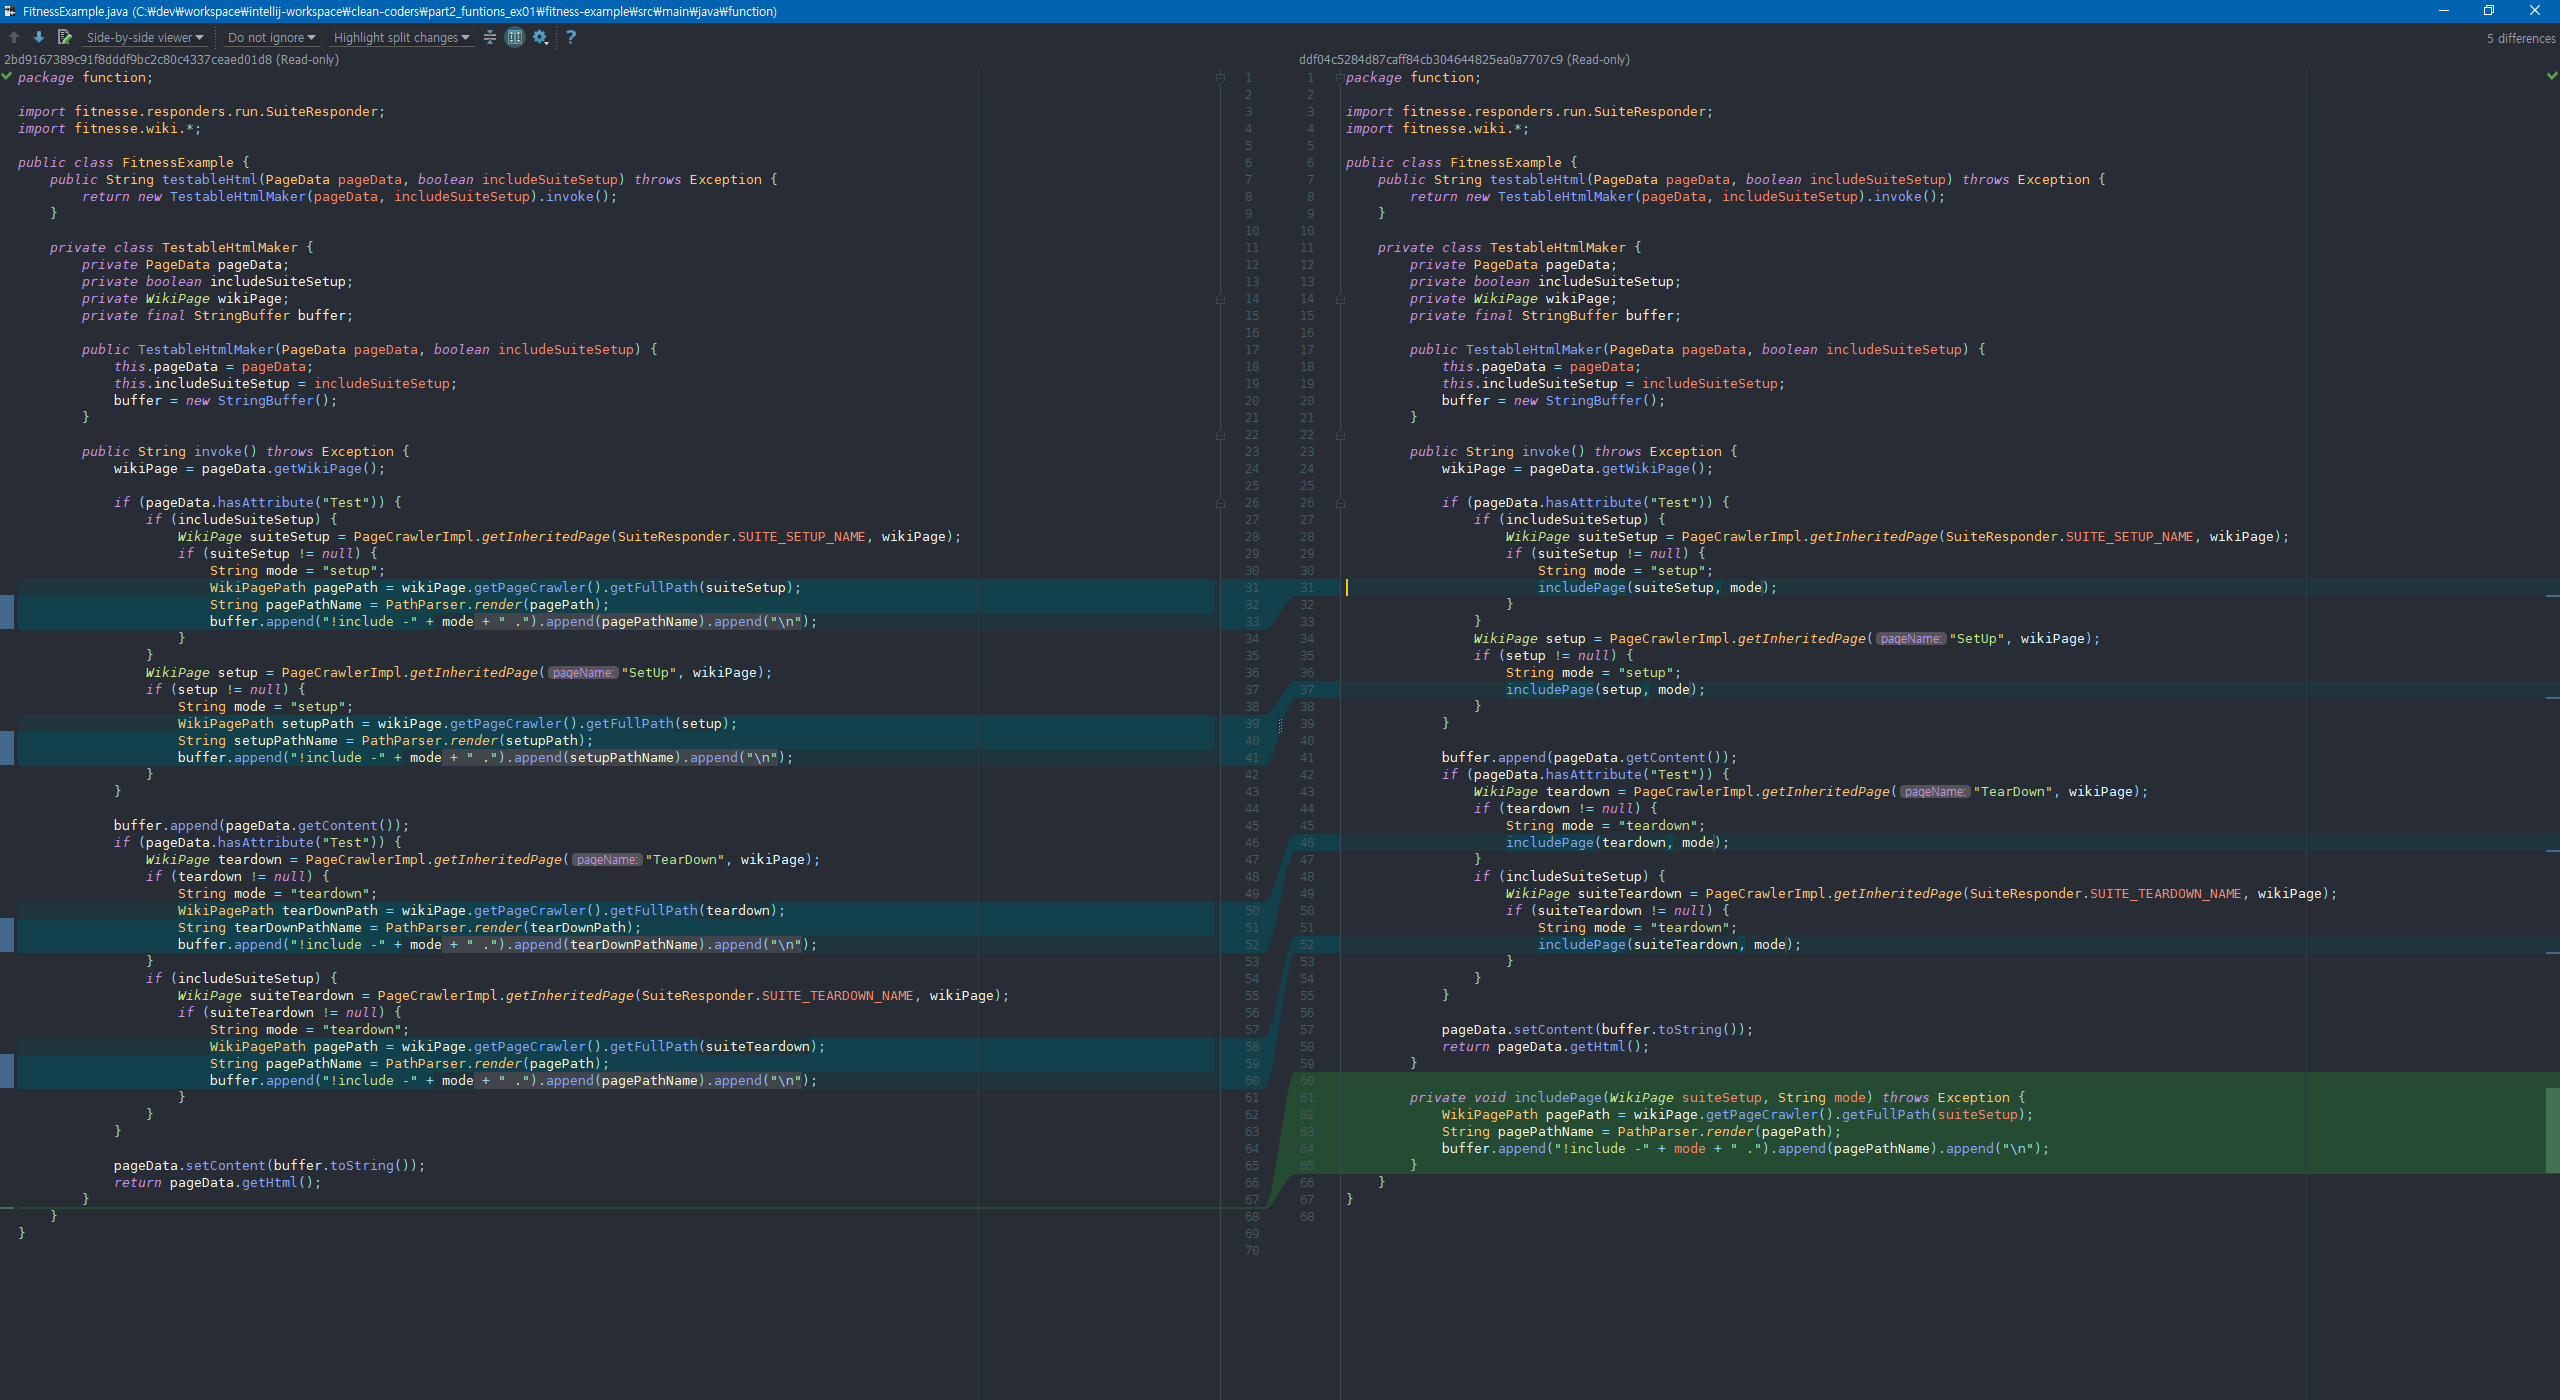 FitnessExample.java (C:₩dev₩workspace₩intellij-workspace₩clean-coders₩part2_funtions_ex01₩fitness-example₩src₩main₩java₩function)
Side-by-side viewer Do not ignore Highlight split changes ? 5 differences
2bd9167389c91f8dddf9bc2c80c4337ceaed01d8 (Read-only)
package function;
import fitnesse.responders.run.SuiteResponder;
import fitnesse.wiki.*;
public class FitnessExample {
public String testableHtml(PageData pageData, boolean includeSuiteSetup) throws Exception {
return new TestableHtmlMaker(pageData, includeSuiteSetup).invoke();
}
private class TestableHtmlMaker {
private PageData pageData;
private boolean includeSuiteSetup;
private WikiPage wikiPage;
private final StringBuffer buffer;
public TestableHtmlMaker(PageData pageData, boolean includeSuiteSetup) {
this.pageData = pageData;
this.includeSuiteSetup = includeSuiteSetup;
buffer = new StringBuffer();
}
public String invoke() throws Exception {
wikiPage = pageData.getWikiPage();
if (pageData.hasAttribute("Test")) {
if (includeSuiteSetup) {
WikiPage suiteSetup = PageCrawlerImpl.getInheritedPage(SuiteResponder.SUITE_SETUP_NAME, wikiPage);
if (suiteSetup != null) {
String mode = "setup";
WikiPagePath pagePath = wikiPage.getPageCrawler().getFullPath(suiteSetup);
String pagePathName = PathParser.render(pagePath);
buffer.append("!include -" + mode + " .").append(pagePathName).append("\n");
}
}
WikiPage setup = PageCrawlerImpl.getInheritedPage( pageName: "SetUp", wikiPage);
if (setup != null) {
String mode = "setup";
WikiPagePath setupPath = wikiPage.getPageCrawler().getFullPath(setup);
String setupPathName = PathParser.render(setupPath);
buffer.append("!include -" + mode + " .").append(setupPathName).append("\n");
}
}
buffer.append(pageData.getContent());
if (pageData.hasAttribute("Test")) {
WikiPage teardown = PageCrawlerImpl.getInheritedPage( pageName: "TearDown", wikiPage);
if (teardown != null) {
String mode = "teardown";
WikiPagePath tearDownPath = wikiPage.getPageCrawler().getFullPath(teardown);
String tearDownPathName = PathParser.render(tearDownPath);
buffer.append("!include -" + mode + " .").append(tearDownPathName).append("\n");
}
if (includeSuiteSetup) {
WikiPage suiteTeardown = PageCrawlerImpl.getInheritedPage(SuiteResponder.SUITE_TEARDOWN_NAME, wikiPage);
if (suiteTeardown != null) {
String mode = "teardown";
WikiPagePath pagePath = wikiPage.getPageCrawler().getFullPath(suiteTeardown);
String pagePathName = PathParser.render(pagePath);
buffer.append("!include -" + mode + " .").append(pagePathName).append("\n");
}
}
}
pageData.setContent(buffer.toString());
return pageData.getHtml();
}
}
}
1
2
3
4
5
6
7
8
9
10
11
12
13
14
15
16
17
18
19
20
21
22
23
24
25
26
27
28
29
30
31
32
33
34
35
36
37
38
39
40
41
42
43
44
45
46
47
48
49
50
51
52
53
54
55
56
57
58
59
60
61
62
63
64
65
66
67
68
69
70
ddf04c5284d87caff84cb304644825ea0a7707c9 (Read-only)
1 package function;
2
3 import fitnesse.responders.run.SuiteResponder;
4 import fitnesse.wiki.*;
5
6 public class FitnessExample {
7 public String testableHtml(PageData pageData, boolean includeSuiteSetup) throws Exception {
8 return new TestableHtmlMaker(pageData, includeSuiteSetup).invoke();
9 }
10
11 private class TestableHtmlMaker {
12 private PageData pageData;
13 private boolean includeSuiteSetup;
14 private WikiPage wikiPage;
15 private final StringBuffer buffer;
16
17 public TestableHtmlMaker(PageData pageData, boolean includeSuiteSetup) {
18 this.pageData = pageData;
19 this.includeSuiteSetup = includeSuiteSetup;
20 buffer = new StringBuffer();
21 }
22
23 public String invoke() throws Exception {
24 wikiPage = pageData.getWikiPage();
25
26 if (pageData.hasAttribute("Test")) {
27 if (includeSuiteSetup) {
28 WikiPage suiteSetup = PageCrawlerImpl.getInheritedPage(SuiteResponder.SUITE_SETUP_NAME, wikiPage);
29 if (suiteSetup != null) {
30 String mode = "setup";
31 includePage(suiteSetup, mode);
32 }
33 }
34 WikiPage setup = PageCrawlerImpl.getInheritedPage( pageName: "SetUp", wikiPage);
35 if (setup != null) {
36 String mode = "setup";
37 includePage(setup, mode);
38 }
39 }
40
41 buffer.append(pageData.getContent());
42 if (pageData.hasAttribute("Test")) {
43 WikiPage teardown = PageCrawlerImpl.getInheritedPage( pageName: "TearDown", wikiPage);
44 if (teardown != null) {
45 String mode = "teardown";
46 includePage(teardown, mode);
47 }
48 if (includeSuiteSetup) {
49 WikiPage suiteTeardown = PageCrawlerImpl.getInheritedPage(SuiteResponder.SUITE_TEARDOWN_NAME, wikiPage);
50 if (suiteTeardown != null) {
51 String mode = "teardown";
52 includePage(suiteTeardown, mode);
53 }
54 }
55 }
56
57 pageData.setContent(buffer.toString());
58 return pageData.getHtml();
59 }
60
61 private void includePage(WikiPage suiteSetup, String mode) throws Exception {
62 WikiPagePath pagePath = wikiPage.getPageCrawler().getFullPath(suiteSetup);
63 String pagePathName = PathParser.render(pagePath);
64 buffer.append("!include -" + mode + " .").append(pagePathName).append("\n");
65 }
66 }
67 }
68